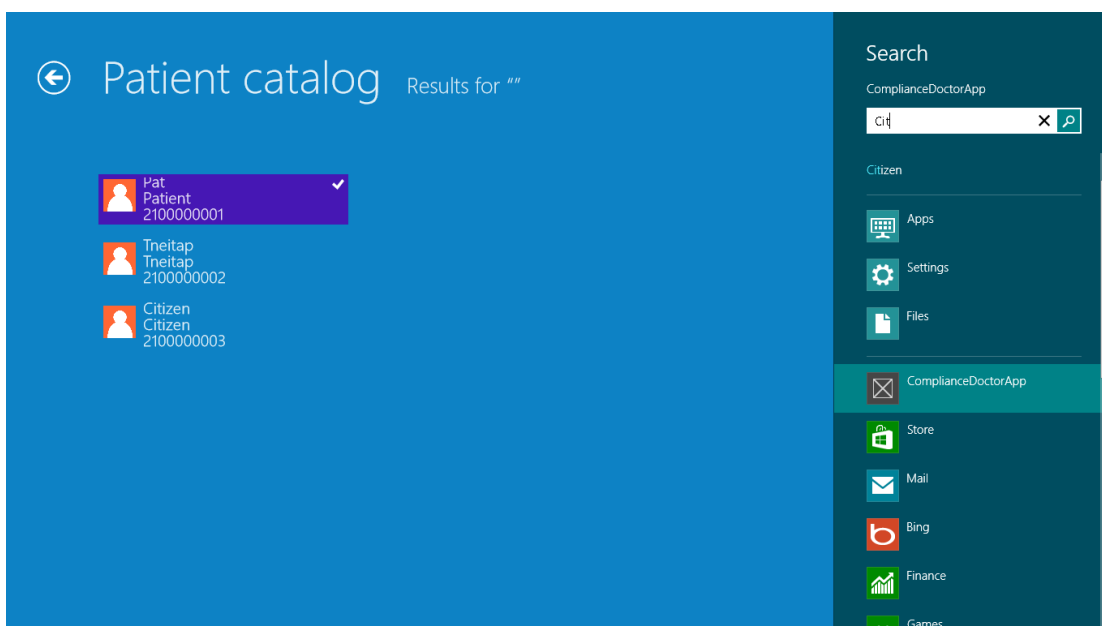 Patient catalog Results for “”
Pat
Patient
2100000001
Tneitap
Tneitap
2100000002
Citizen
Citizen
2100000003
Search
ComplianceDoctorApp
Cit
Citizen
Apps
Settings
Files
ComplianceDoctorApp
Store
Mail
Bing
Finance
Games